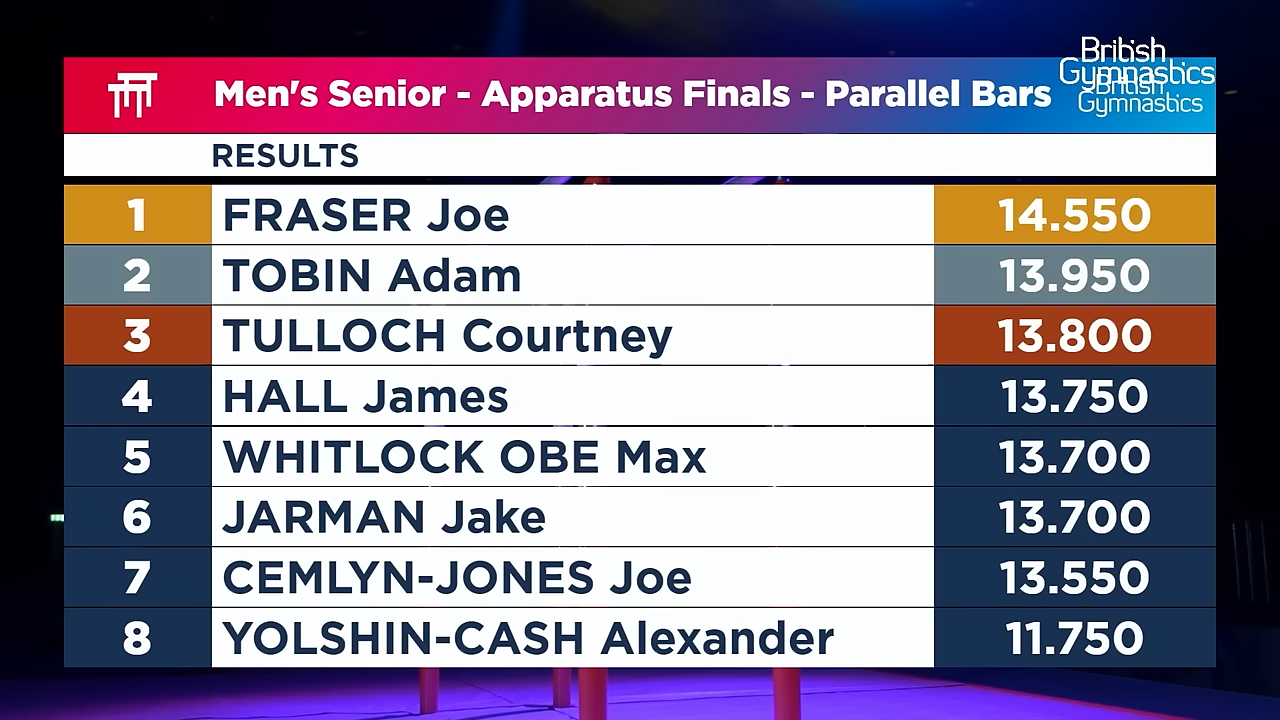 British
Gymnastics
British
Gymnastics
Men's Senior - Apparatus Finals - Parallel Bars
RESULTS
1 FRASER Joe 14.550
2 TOBIN Adam 13.950
3 TULLOCH Courtney 13.800
4 HALL James 13.750
5 WHITLOCK OBE Max 13.700
6 JARMAN Jake 13.700
7 CEMLYN-JONES Joe 13.550
8 YOLSHIN-CASH Alexander 11.750